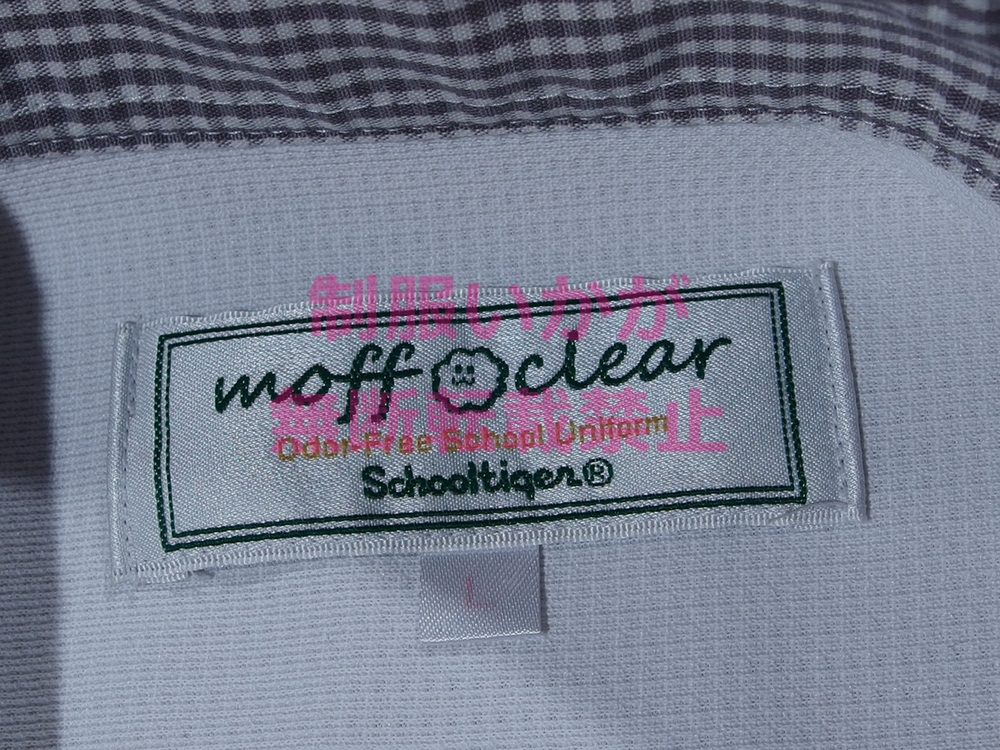 制服いかが
moff clear
無断転載禁止
Odor-Free School Uniform
Schooltiger®
L